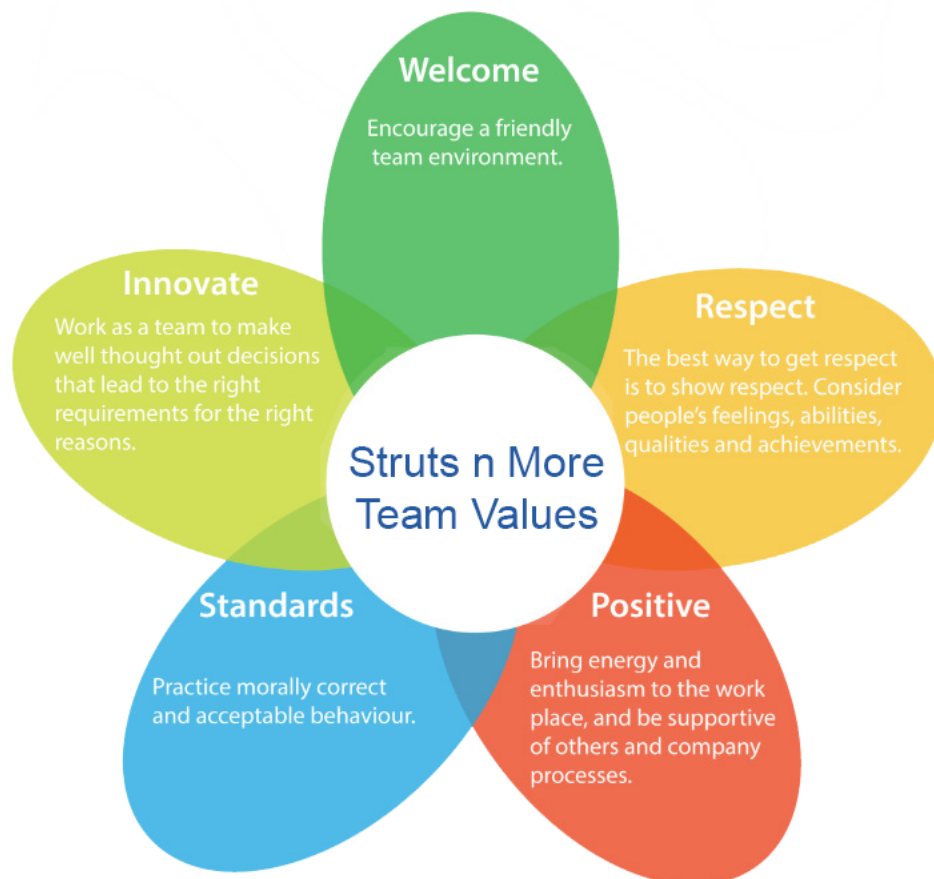 Welcome
Encourage a friendly
team environment.
Innovate
Work as a team to make
well thought out decisions
that lead to the right
requirements for the right
reasons.
Respect
The best way to get respect
is to show respect. Consider
people’s feelings, abilities,
qualities and achievements.
Struts n More
Team Values
Standards
Practice morally correct
and acceptable behaviour.
Positive
Bring energy and
enthusiasm to the work
place, and be supportive
of others and company
processes.